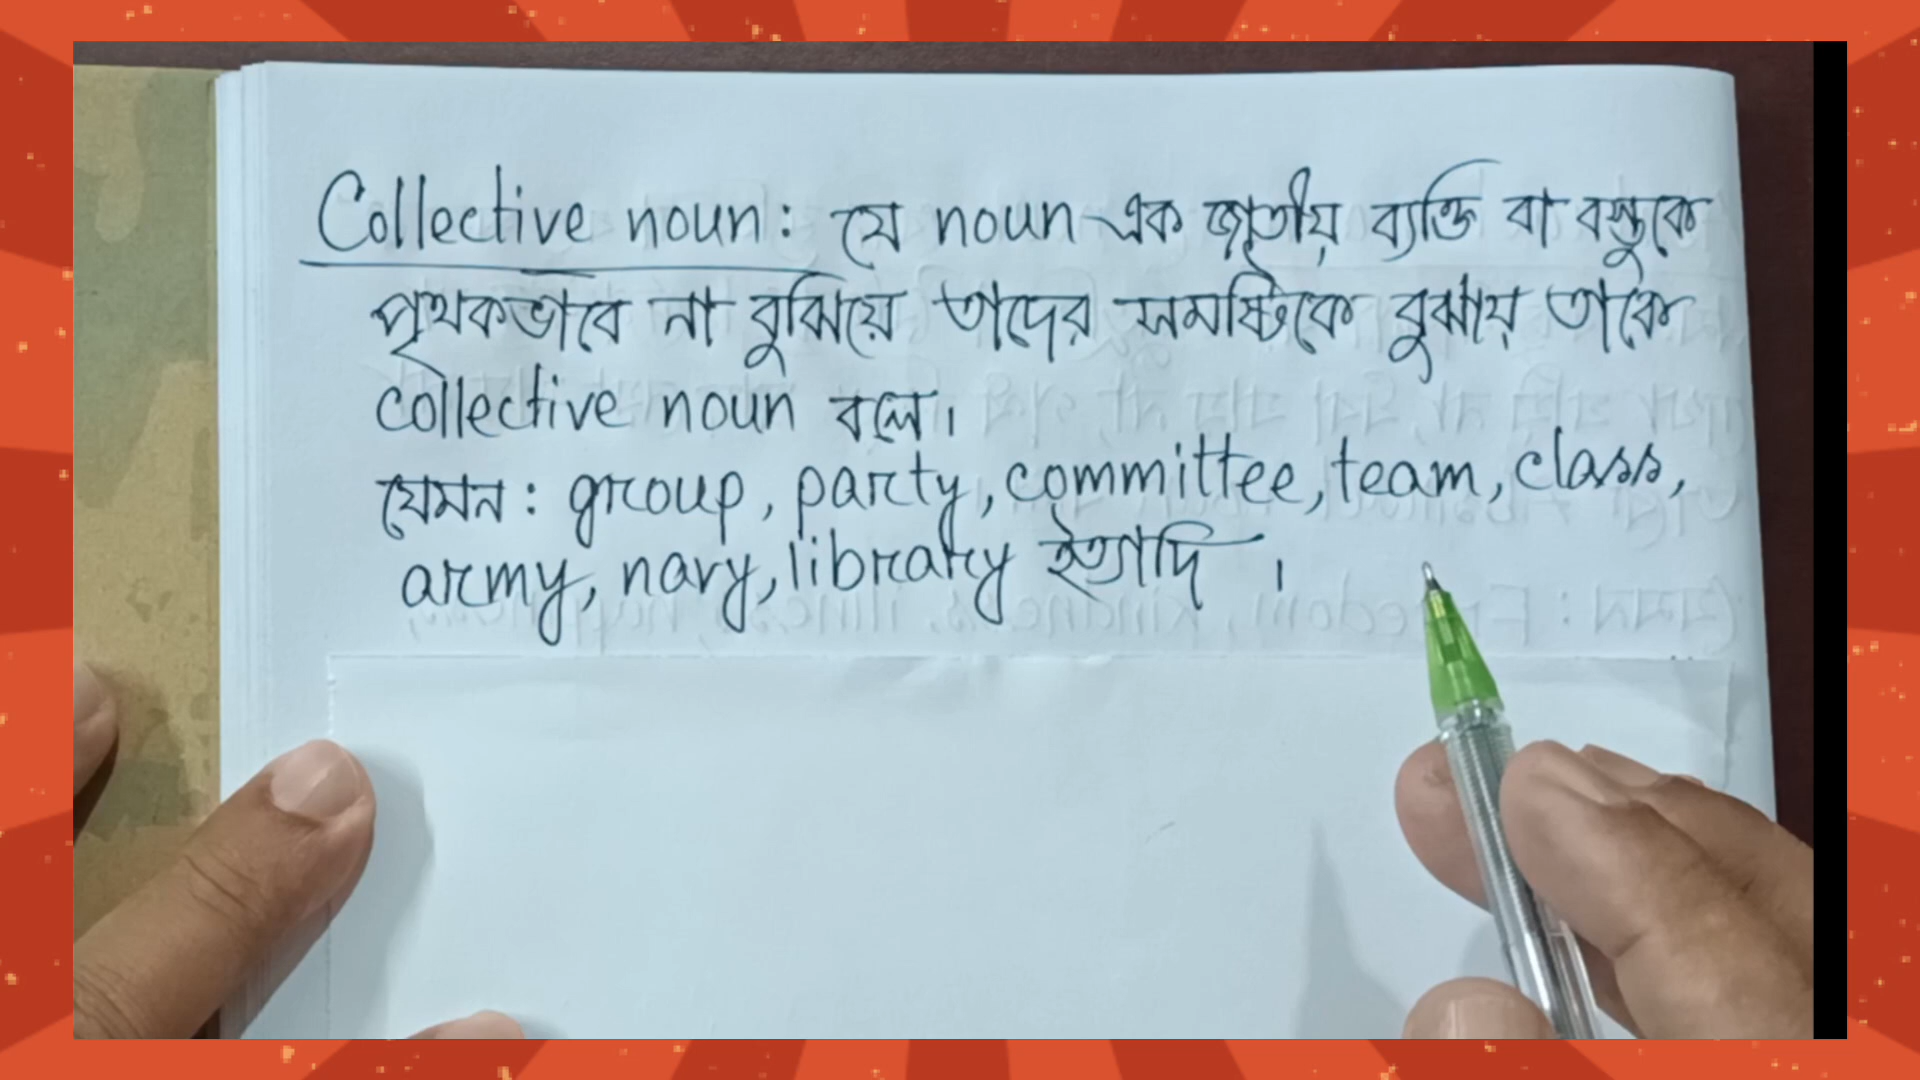 Collective noun: যে noun এক জাতীয় ব্যক্তি বা বস্তুকে
পৃথকভাবে না বুঝিয়ে তাদের সমষ্টিকে বুঝায় তাকে
collective noun বলে।
যেমন: group, party, committee, team, class,
army, navy, library ইত্যাদি ।